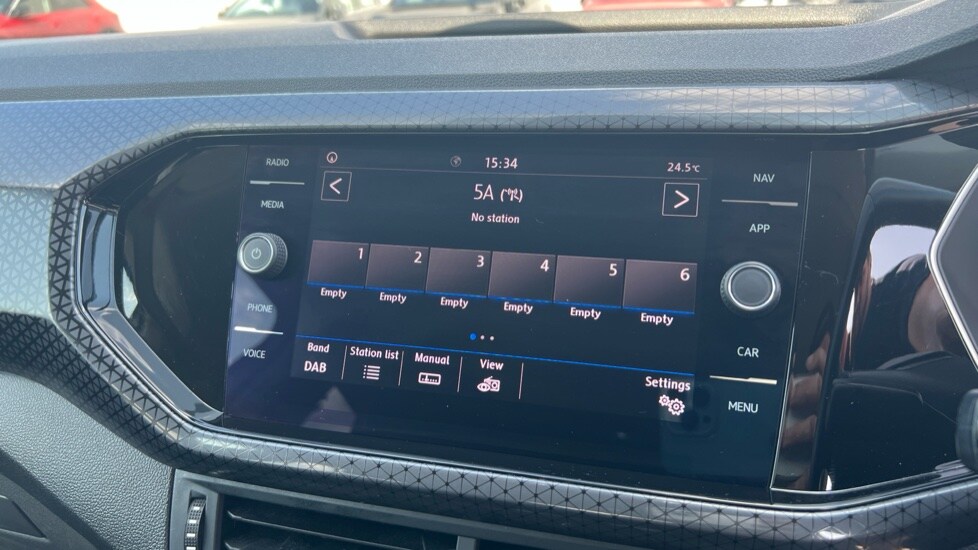 RADIO
MEDIA
PHONE
VOICE
15:34
24.5°C
<
5A
>
No station
1 2 3 4 5 6
Empty Empty Empty Empty Empty Empty
Band Station list Manual View Settings
DAB
NAV
APP
CAR
MENU